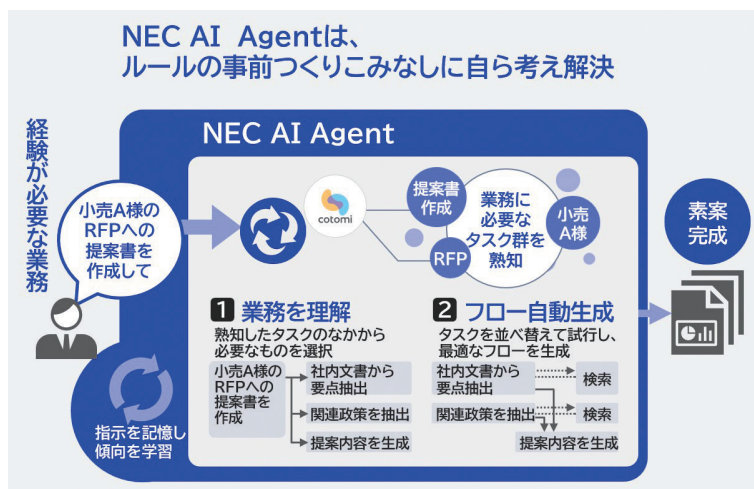 NEC AI Agentは、
ルールの事前つくりこみなしに自ら考え解決
経験が必要な業務
小売A様の
RFPへの
提案書を
作成して
NEC AI Agent
cotomi
提案書
作成
RFP
業務に
必要な
タスク群を
熟知
小売
A様
素案
完成
1 業務を理解
熟知したタスクのなかから
必要なものを選択
小売A様の
RFPへの
提案書を
作成
社内文書から
要点抽出
関連政策を抽出
提案内容を生成
2 フロー自動生成
タスクを並べ替えて試行し、
最適なフローを生成
社内文書から
要点抽出
検索
関連政策を抽出
検索
提案内容を生成
指示を記憶し
傾向を学習